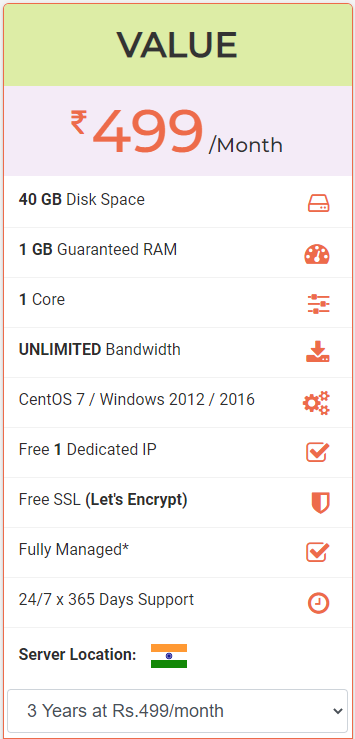 VALUE
₹499 /Month
40 GB Disk Space
1 GB Guaranteed RAM
1 Core
UNLIMITED Bandwidth
CentOS 7 / Windows 2012 / 2016
Free 1 Dedicated IP
Free SSL (Let's Encrypt)
Fully Managed*
24/7 x 365 Days Support
Server Location:
3 Years at Rs.499/month